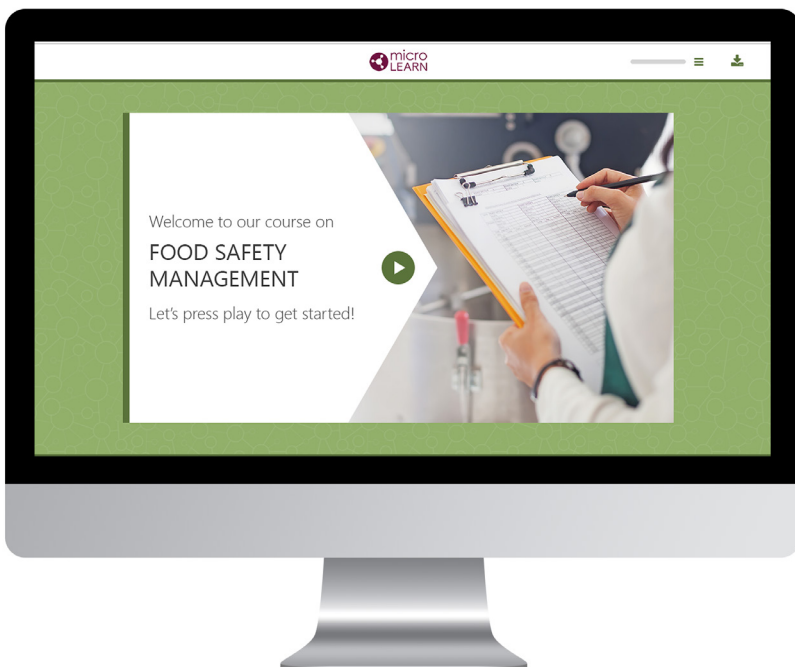 micro
LEARN
Welcome to our course on
FOOD SAFETY
MANAGEMENT
Let's press play to get started!